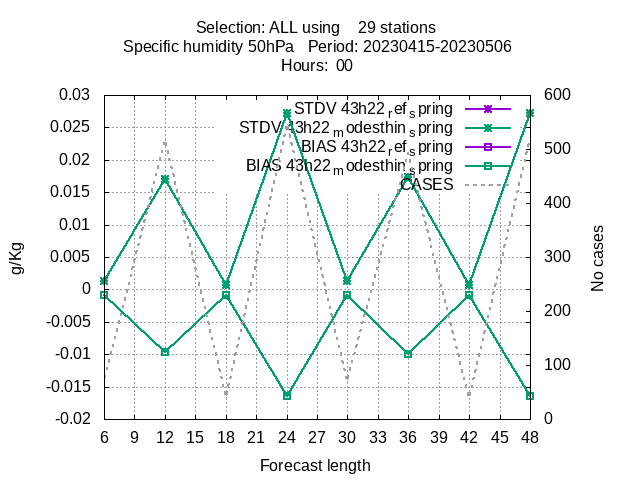 Selection: ALL using    29 stations
Specific humidity 50hPa   Period: 20230415-20230506
Hours:  00
STDV 43h22_ref_spring
STDV 43h22_modesthin_spring
BIAS 43h22_ref_spring
BIAS 43h22_modesthin_spring
CASES
g/Kg
0.03
0.025
0.02
0.015
0.01
0.005
0
-0.005
-0.01
-0.015
-0.02
600
500
400
300
200
100
0
No cases
6 9 12 15 18 21 24 27 30 33 36 39 42 45 48
Forecast length